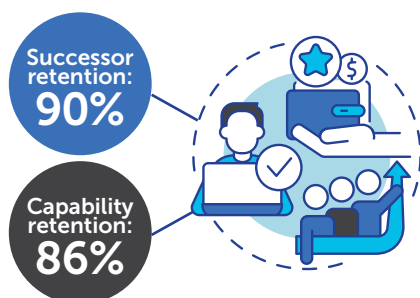 Successor
retention:
90%
$
Capability
retention:
86%